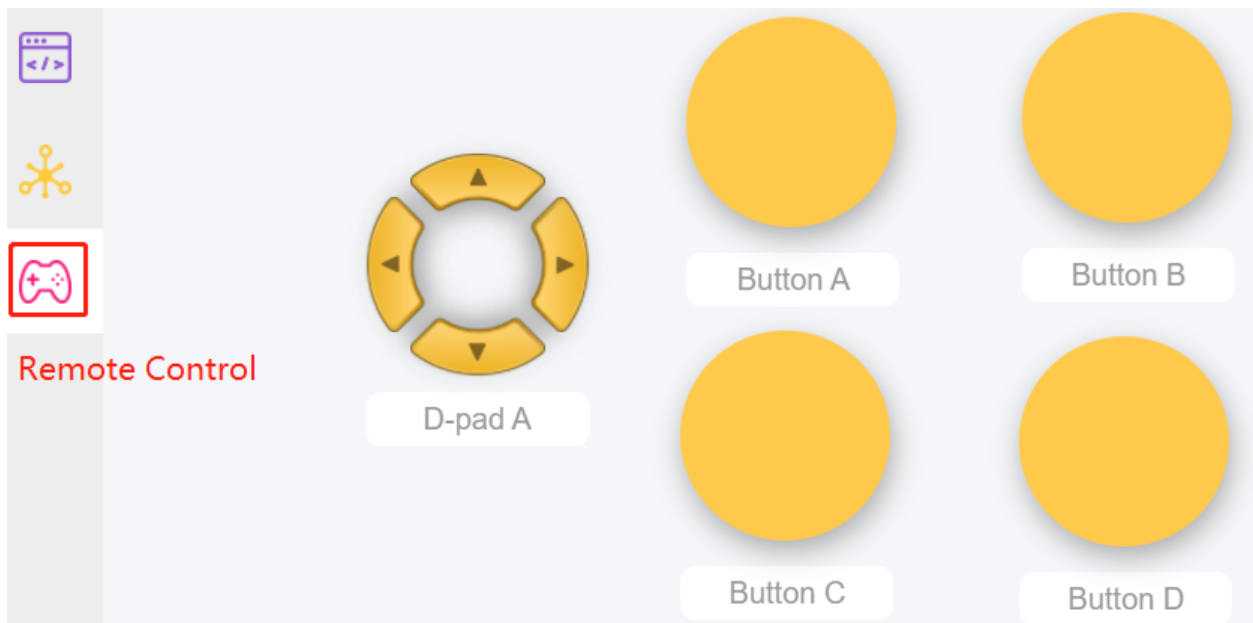 </>
Button A
Button B
Remote Control
D-pad A
Button C
Button D